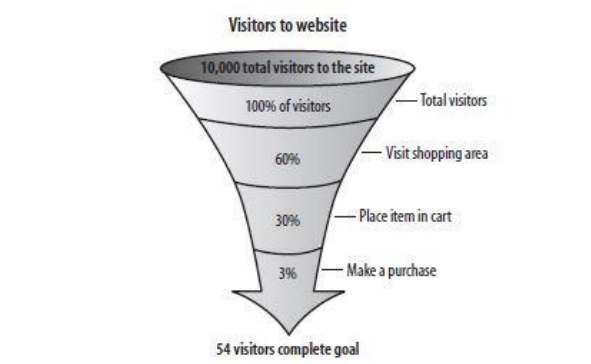 Visitors to website
10,000 total visitors to the site
100% of visitors
Total visitors
60%
Visit shopping area
30%
Place item in cart
3%
Make a purchase
54 visitors complete goal